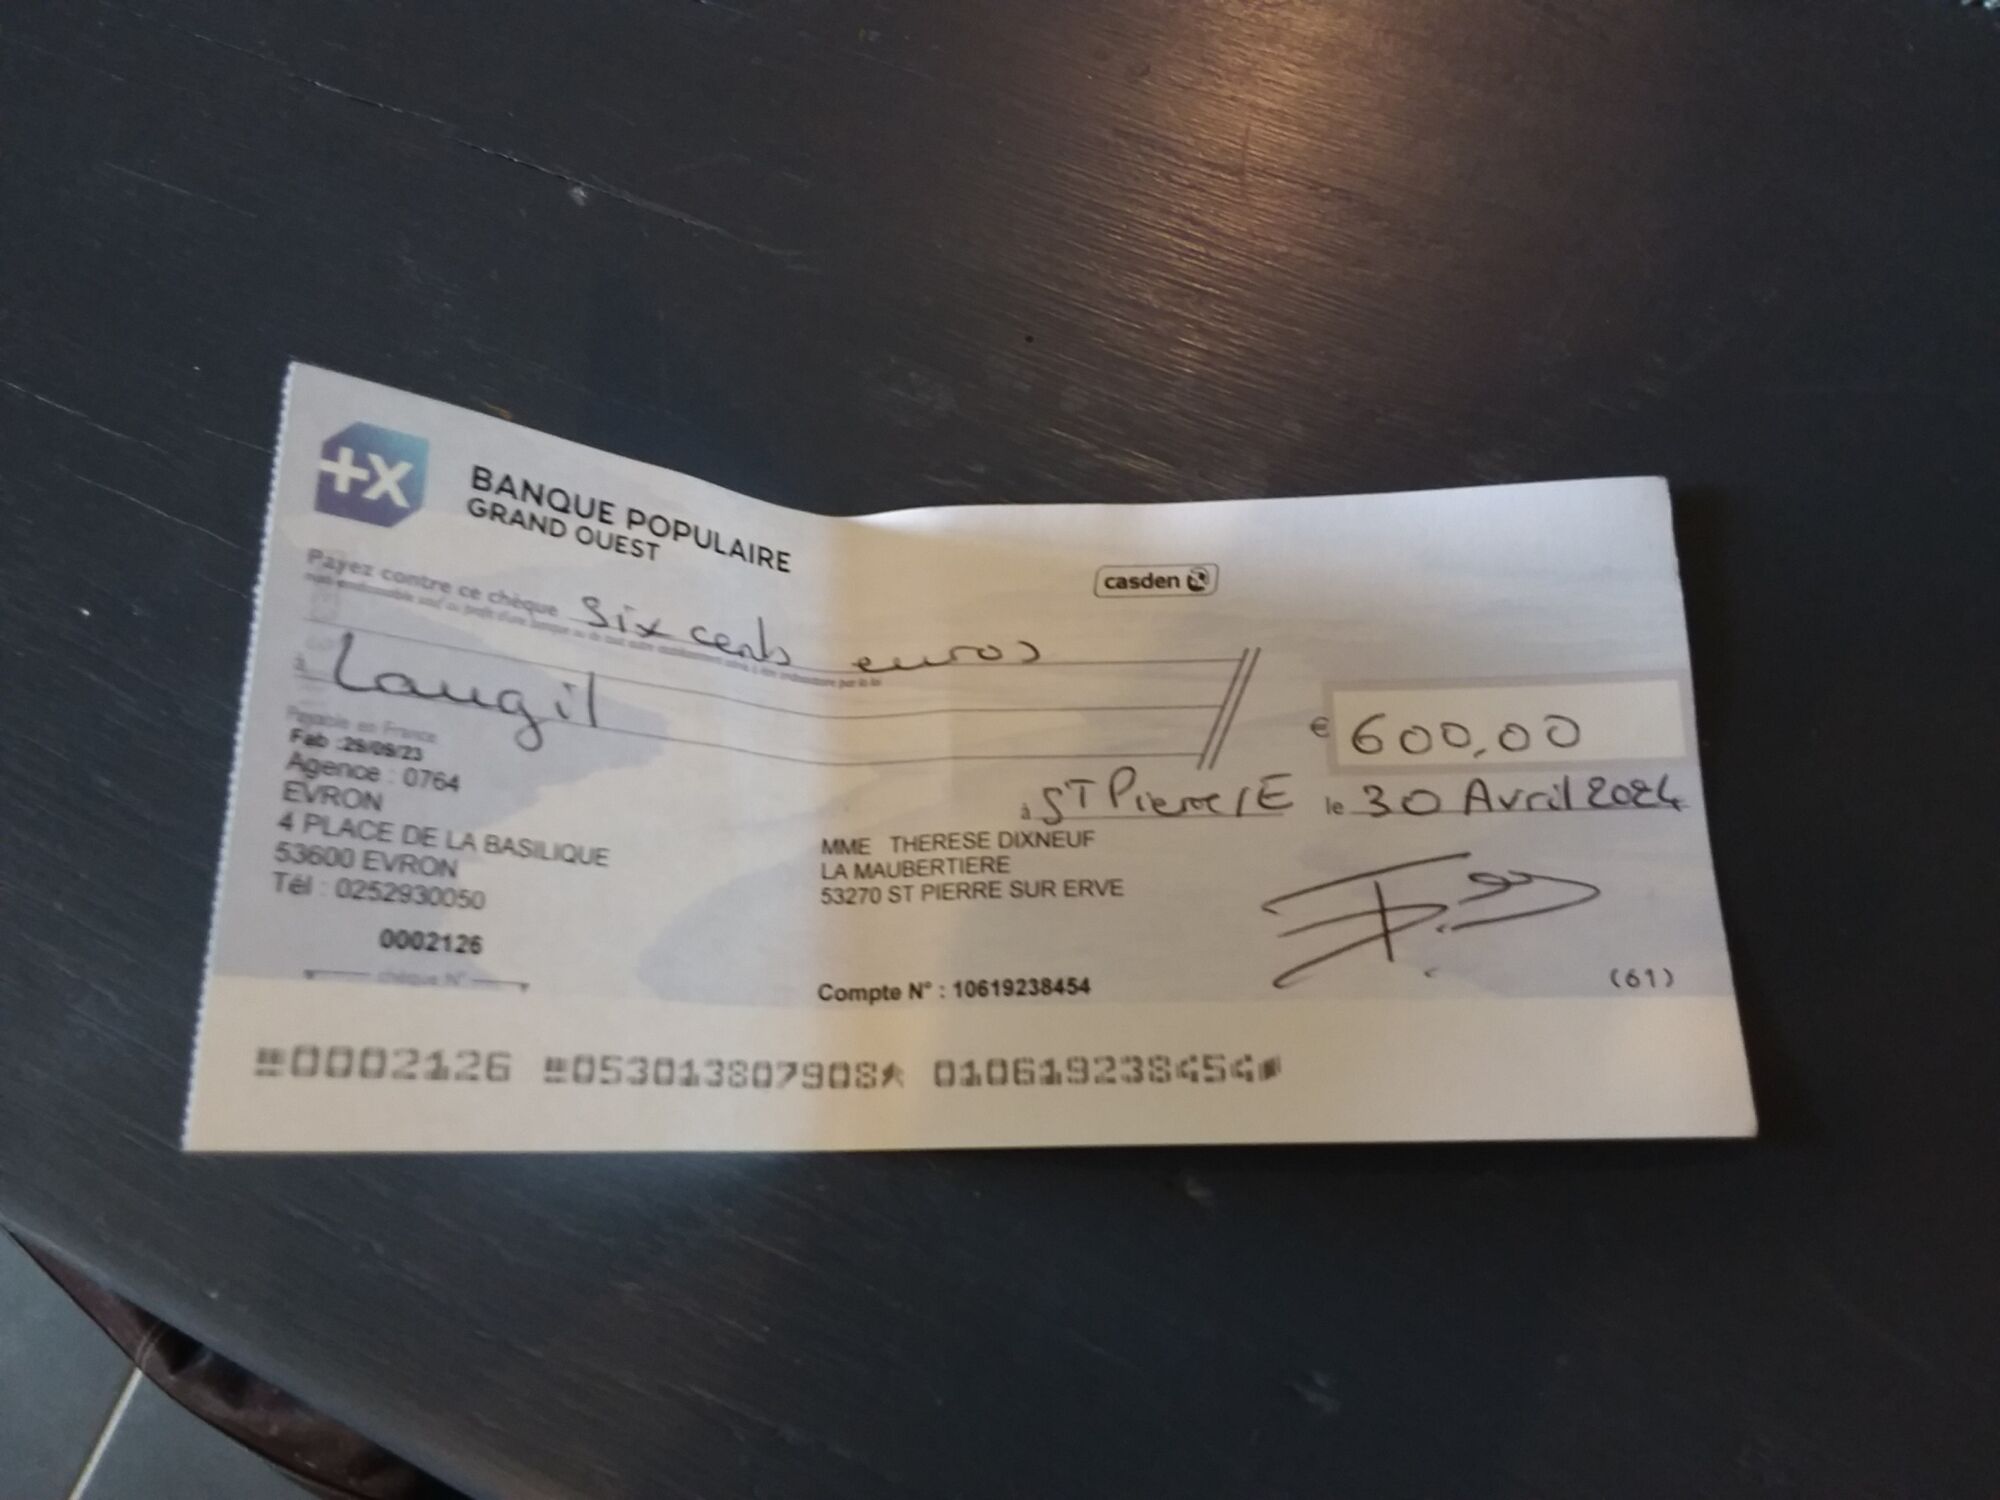 +X
BANQUE POPULAIRE
GRAND OUEST
casden
Payez contre ce chèque Six cents euros
à Laugil
€ 600,00
Payable en France
Fab :29/09/23
Agence : 0764
EVRON
4 PLACE DE LA BASILIQUE
53600 EVRON
Tél : 0252930050
à ST Pierre/E le 30 Avril 2024
MME THERESE DIXNEUF
LA MAUBERTIERE
53270 ST PIERRE SUR ERVE
0002126
chèque N°
Compte N° : 10619238454
(61)
0002126 053013807908 010619238454